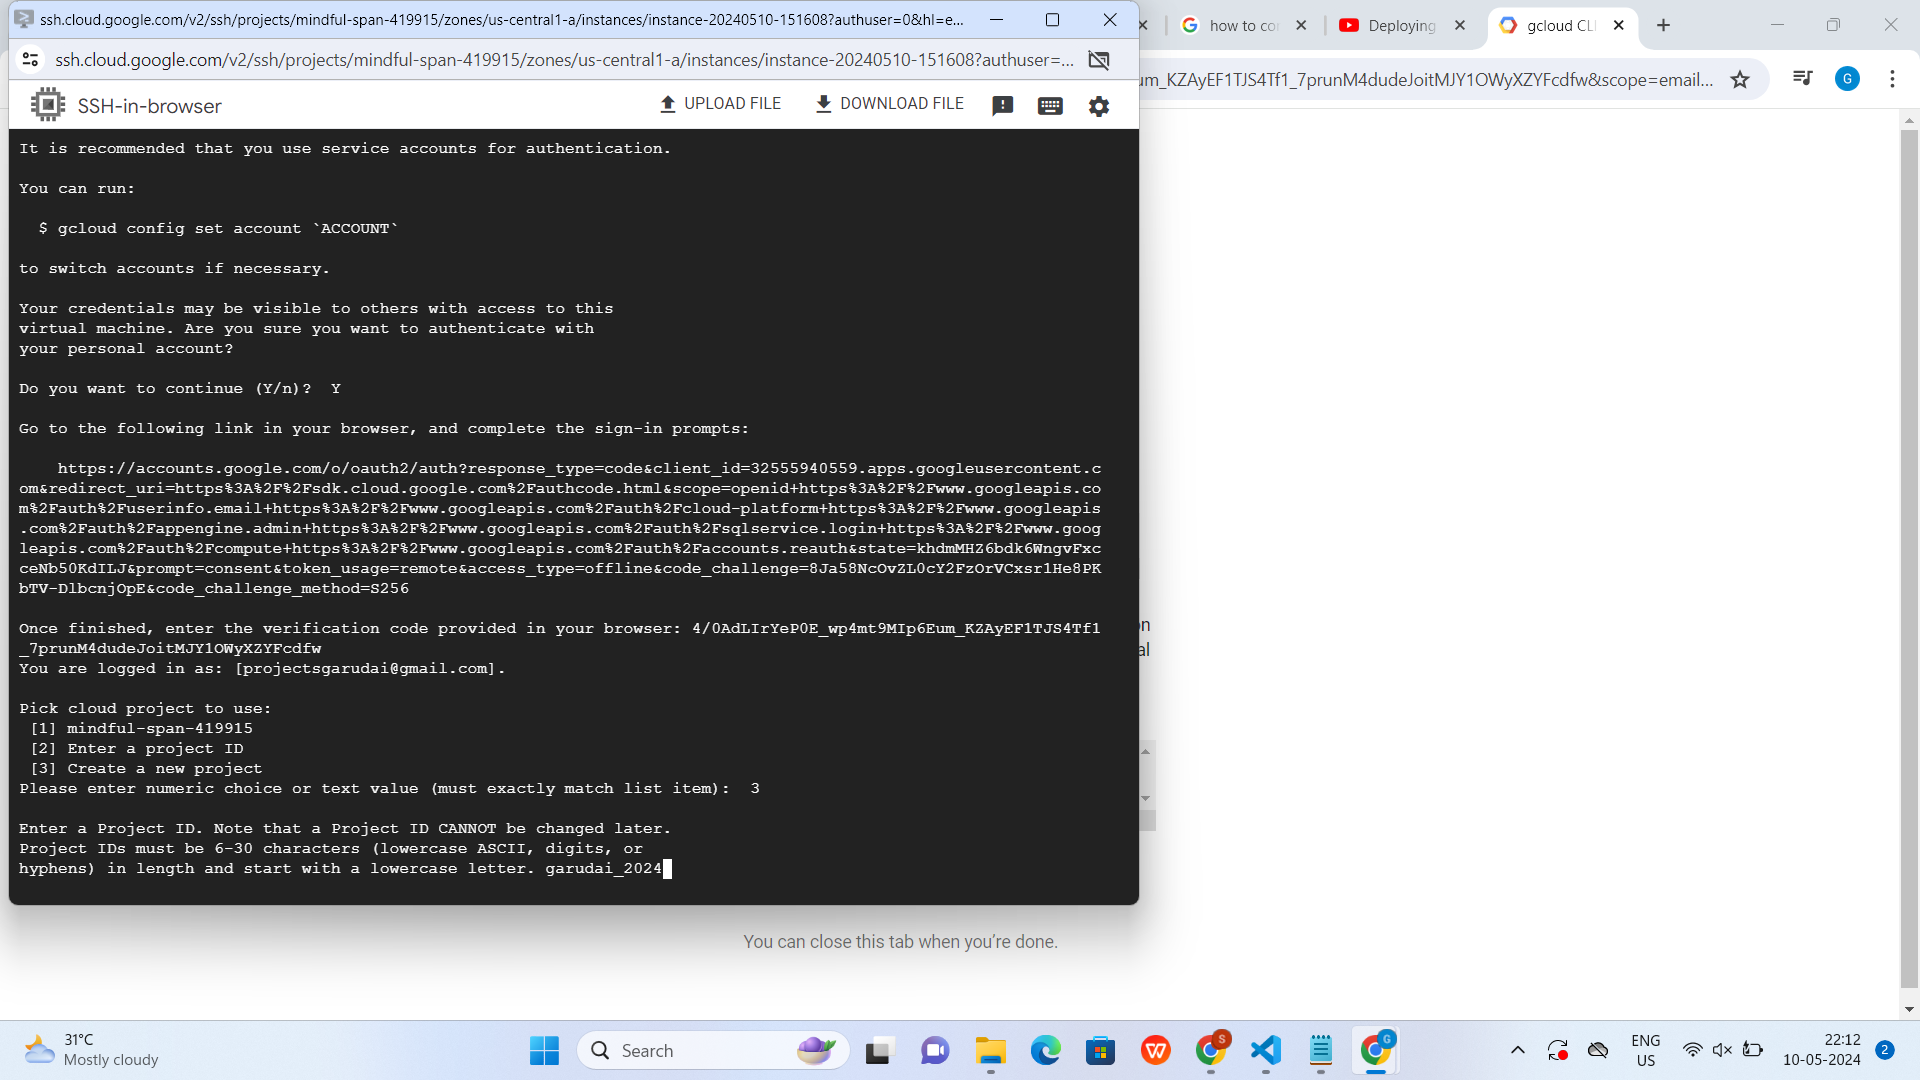 ssh.cloud.google.com/v2/ssh/projects/mindful-span-419915/zones/us-central1-a/instances/instance-20240510-151608?authuser=0&hl=e...
how to co
Deploying
gcloud CLI
ssh.cloud.google.com/v2/ssh/projects/mindful-span-419915/zones/us-central1-a/instances/instance-20240510-151608?authuser=...
um_KZAyEF1TJS4Tf1_7prunM4dudeJoitMJY1OWyXZYFcdfw&scope=email...
G
SSH-in-browser
UPLOAD FILE
DOWNLOAD FILE
It is recommended that you use service accounts for authentication.
You can run:
$ gcloud config set account `ACCOUNT`
to switch accounts if necessary.
Your credentials may be visible to others with access to this
virtual machine. Are you sure you want to authenticate with
your personal account?
Do you want to continue (Y/n)?  Y
Go to the following link in your browser, and complete the sign-in prompts:
https://accounts.google.com/o/oauth2/auth?response_type=code&client_id=32555940559.apps.googleusercontent.c
om&redirect_uri=https%3A%2F%2Fsdk.cloud.google.com%2Fauthcode.html&scope=openid+https%3A%2F%2Fwww.googleapis.co
m%2Fauth%2Fuserinfo.email+https%3A%2F%2Fwww.googleapis.com%2Fauth%2Fcloud-platform+https%3A%2F%2Fwww.googleapis
.com%2Fauth%2Fappengine.admin+https%3A%2F%2Fwww.googleapis.com%2Fauth%2Fsqlservice.login+https%3A%2F%2Fwww.goog
leapis.com%2Fauth%2Fcompute+https%3A%2F%2Fwww.googleapis.com%2Fauth%2Faccounts.reauth&state=khdmMHZ6bdk6WngvFxc
ceNb50KdILJ&prompt=consent&token_usage=remote&access_type=offline&code_challenge=8Ja58NcOvZL0cY2FzOrVCxsr1He8PK
bTV-DlbcnjOpE&code_challenge_method=S256
Once finished, enter the verification code provided in your browser: 4/0AdLIrYeP0E_wp4mt9MIp6Eum_KZAyEF1TJS4Tf1
_7prunM4dudeJoitMJY1OWyXZYFcdfw
You are logged in as: [projectsgarudai@gmail.com].
Pick cloud project to use:
[1] mindful-span-419915
[2] Enter a project ID
[3] Create a new project
Please enter numeric choice or text value (must exactly match list item):  3
Enter a Project ID. Note that a Project ID CANNOT be changed later.
Project IDs must be 6-30 characters (lowercase ASCII, digits, or
hyphens) in length and start with a lowercase letter. garudai_2024
on
al
You can close this tab when you're done.
31°C
Mostly cloudy
Search
S
G
ENG
US
22:12
10-05-2024
2